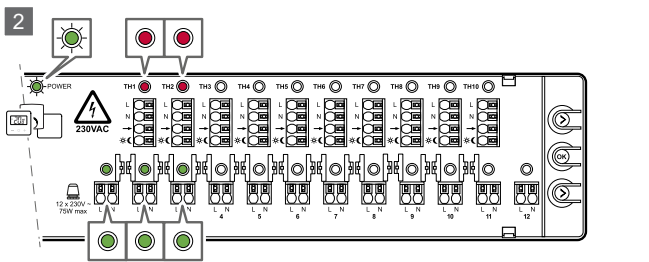 2
POWER
TH1 TH2 TH3 TH4 TH5 TH6 TH7 TH8 TH9 TH10
L L L L L L L L L L
N N N N N N N N N N
230VAC
OK
12 x 230V ~
75W max
L N L N L N L N L N L N L N L N L N L N L N L N
4 5 6 7 8 9 10 11 12